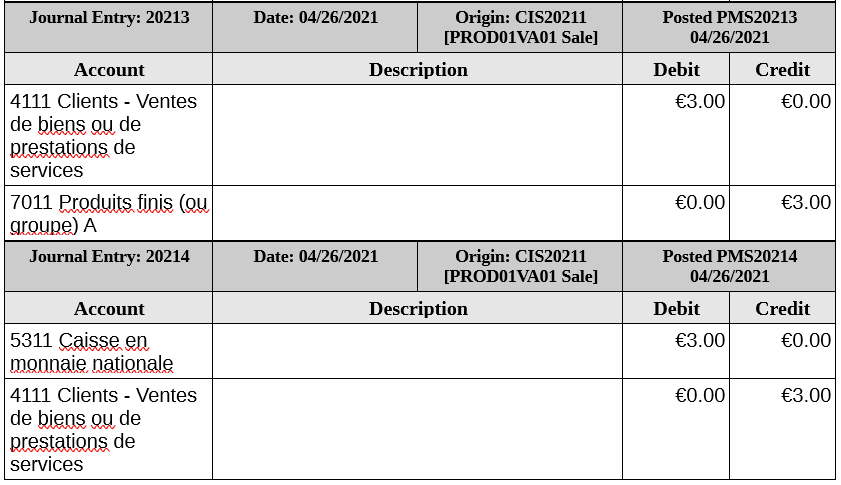 Journal Entry: 20213 Date: 04/26/2021 Origin: CIS20211 Posted PMS20213
[PROD01VA01 Sale] 04/26/2021
Account Description Debit Credit
4111 Clients - Ventes €3.00 €0.00
de biens ou de
prestations de
services
7011 Produits finis (ou €0.00 €3.00
groupe) A
Journal Entry: 20214 Date: 04/26/2021 Origin: CIS20211 Posted PMS20214
[PROD01VA01 Sale] 04/26/2021
Account Description Debit Credit
5311 Caisse en €3.00 €0.00
monnaie nationale
4111 Clients - Ventes €0.00 €3.00
de biens ou de
prestations de
services